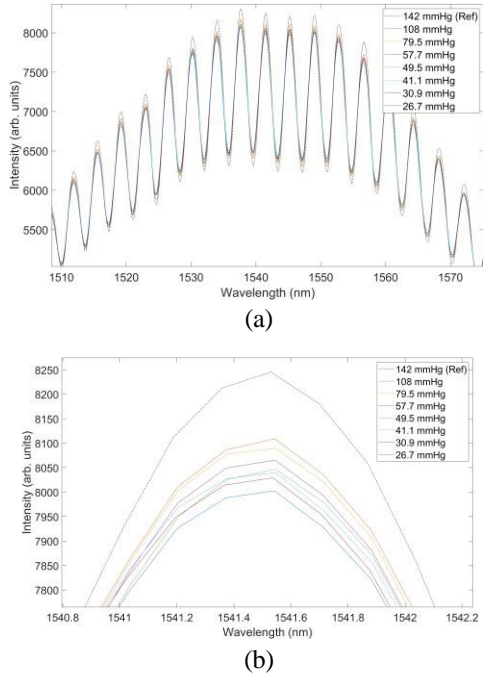 142 mmHg (Ref)
108 mmHg
79.5 mmHg
57.7 mmHg
49.5 mmHg
41.1 mmHg
30.9 mmHg
26.7 mmHg
8000
7500
7000
6500
6000
5500
Intensity (arb. units)
1510 1520 1530 1540 1550 1560 1570
Wavelength (nm)
(a)
142 mmHg (Ref)
108 mmHg
79.5 mmHg
57.7 mmHg
49.5 mmHg
41.1 mmHg
30.9 mmHg
26.7 mmHg
8250
8200
8150
8100
8050
8000
7950
7900
7850
7800
Intensity (arb. units)
1540.8 1541 1541.2 1541.4 1541.6 1541.8 1542 1542.2
Wavelength (nm)
(b)